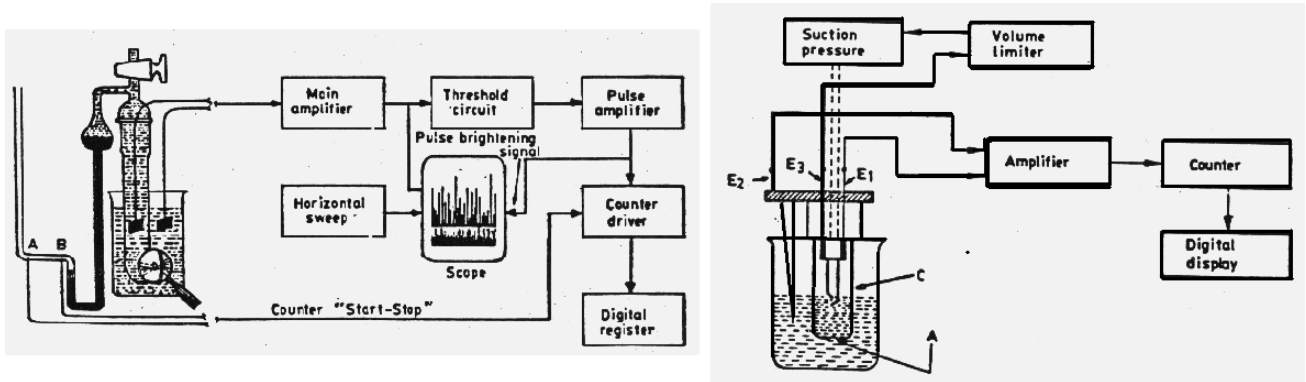 Main
amplifier
Threshold
circuit
Pulse
amplifier
Pulse brightening
signal
Horizontal
sweep
Scope
Counter
driver
A
B
Counter "Start-Stop"
Digital
register
Suction
pressure
Volume
limiter
E2
E3
E1
Amplifier
Counter
Digital
display
C
A